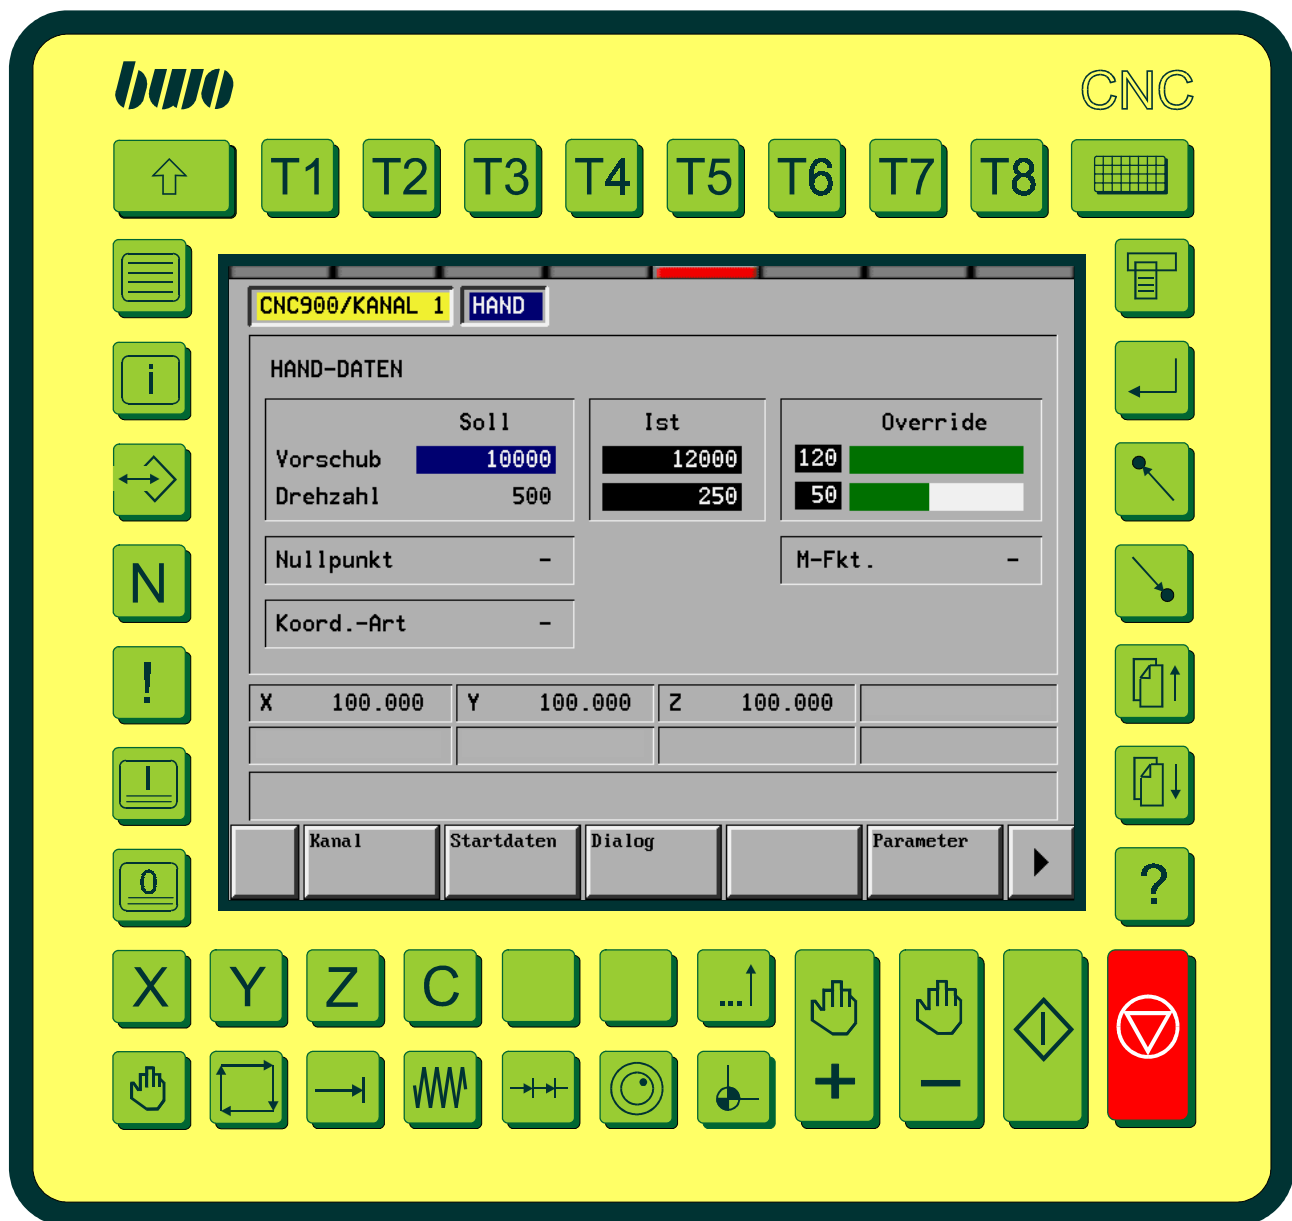 bwo
CNC
T1 T2 T3 T4 T5 T6 T7 T8
CNC900/KANAL 1 HAND
i
HAND-DATEN
Soll Ist Override
Vorschub 10000 12000 120
Drehzahl 500 250 50
N
Nullpunkt - M-Fkt. -
Koord.-Art -
!
X 100.000 Y 100.000 Z 100.000
I
Kanal Startdaten Dialog Parameter
0
?
X Y Z C ...
+ -